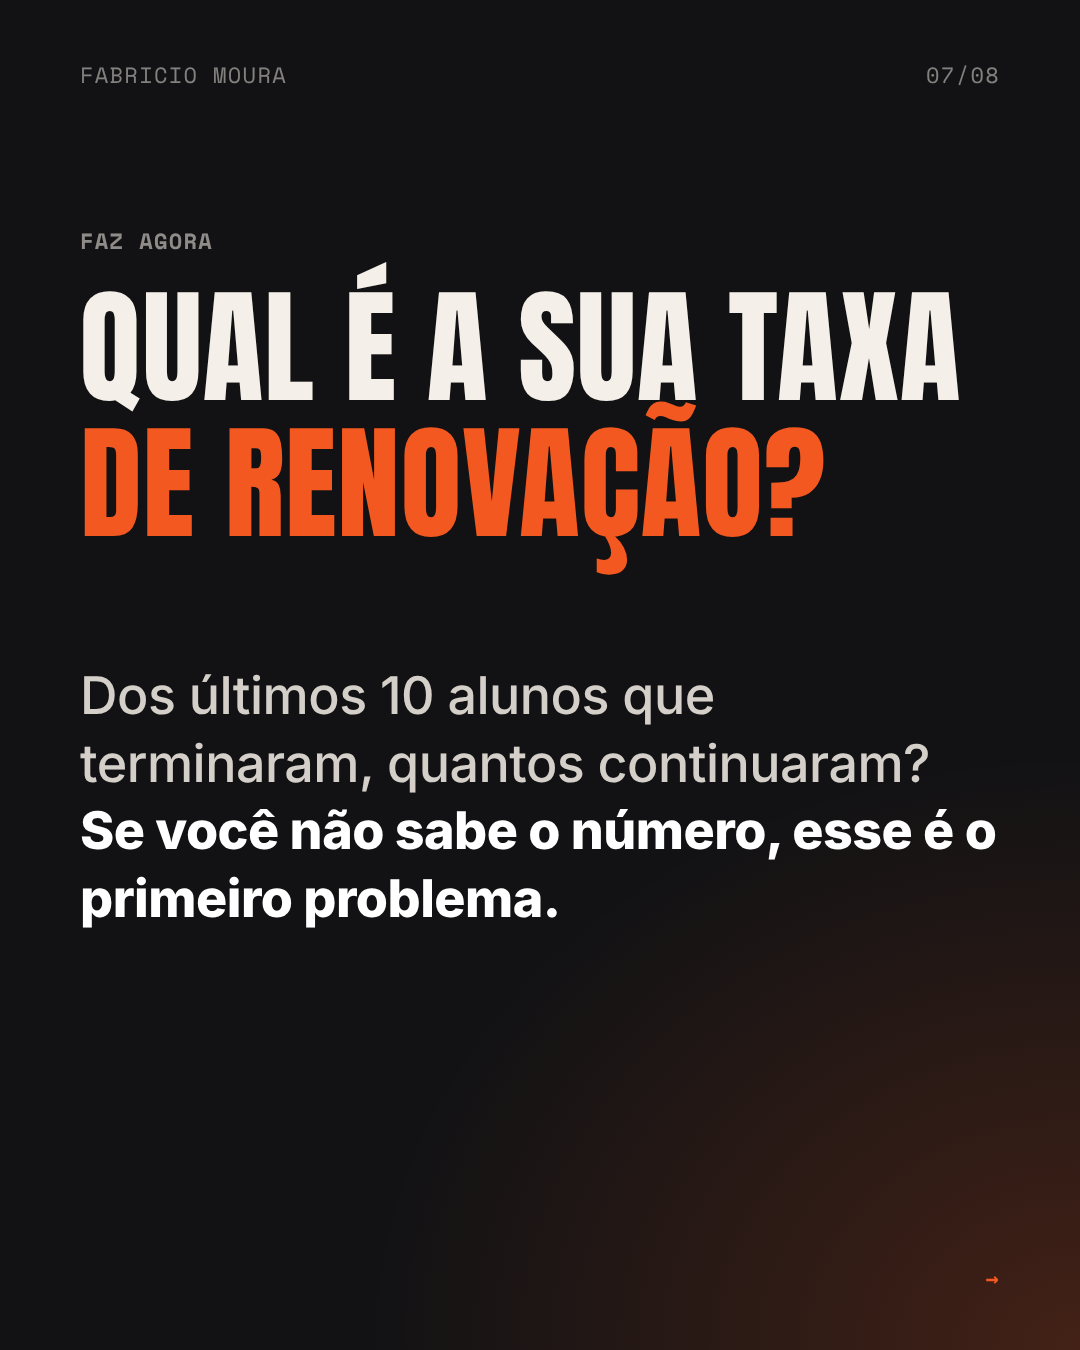 FABRICIO MOURA
07/08
FAZ AGORA
QUAL É A SUA TAXA
DE RENOVAÇÃO?
Dos últimos 10 alunos que
terminaram, quantos continuaram?
Se você não sabe o número, esse é o
primeiro problema.
→